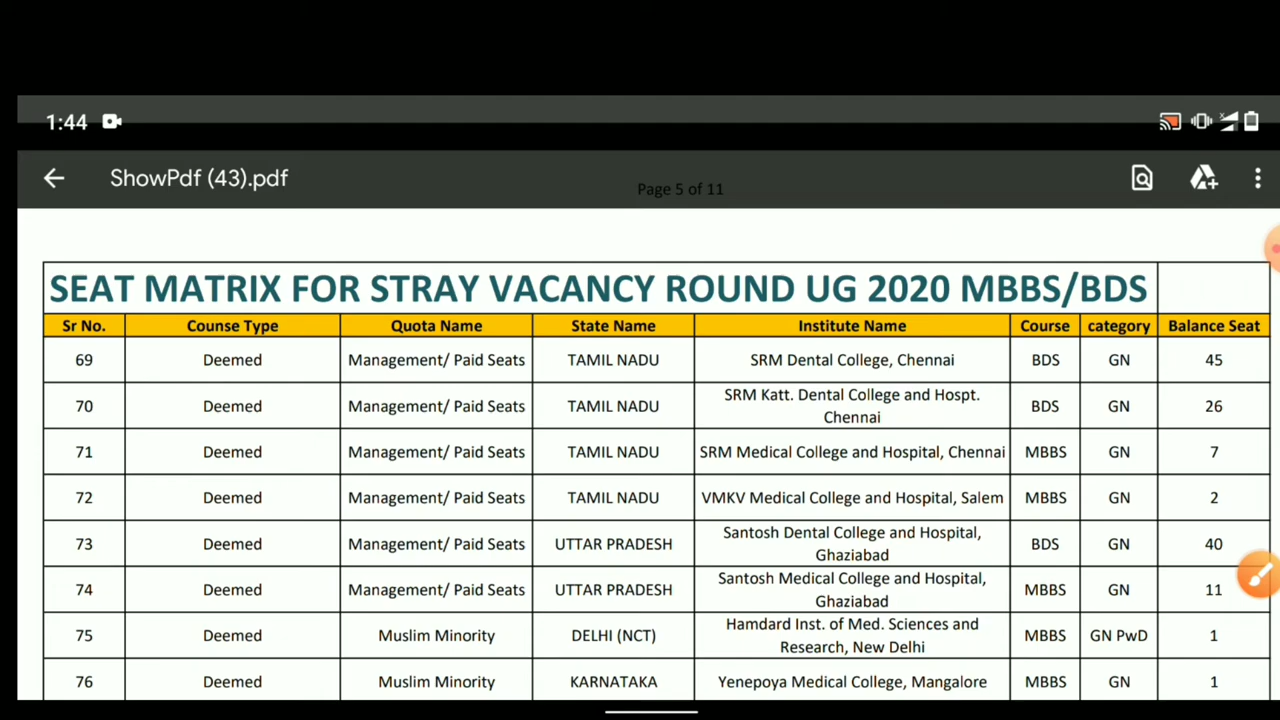 1:44
ShowPdf (43).pdf
Page 5 of 11
SEAT MATRIX FOR STRAY VACANCY ROUND UG 2020 MBBS/BDS
Sr No. Counse Type Quota Name State Name Institute Name Course category Balance Seat
69 Deemed Management/ Paid Seats TAMIL NADU SRM Dental College, Chennai BDS GN 45
70 Deemed Management/ Paid Seats TAMIL NADU SRM Katt. Dental College and Hospt. Chennai BDS GN 26
71 Deemed Management/ Paid Seats TAMIL NADU SRM Medical College and Hospital, Chennai MBBS GN 7
72 Deemed Management/ Paid Seats TAMIL NADU VMKV Medical College and Hospital, Salem MBBS GN 2
73 Deemed Management/ Paid Seats UTTAR PRADESH Santosh Dental College and Hospital, Ghaziabad BDS GN 40
74 Deemed Management/ Paid Seats UTTAR PRADESH Santosh Medical College and Hospital, Ghaziabad MBBS GN 11
75 Deemed Muslim Minority DELHI (NCT) Hamdard Inst. of Med. Sciences and Research, New Delhi MBBS GN PwD 1
76 Deemed Muslim Minority KARNATAKA Yenepoya Medical College, Mangalore MBBS GN 1